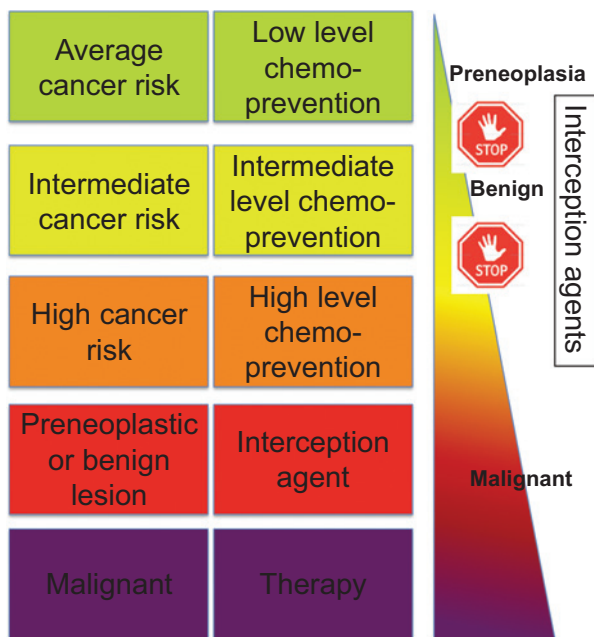 Average
cancer risk
Low level
chemo-
prevention
Intermediate
cancer risk
Intermediate
level chemo-
prevention
High cancer
risk
High level
chemo-
prevention
Preneoplastic
or benign
lesion
Interception
agent
Malignant
Therapy
Preneoplasia
STOP
Benign
STOP
Malignant
Interception agents